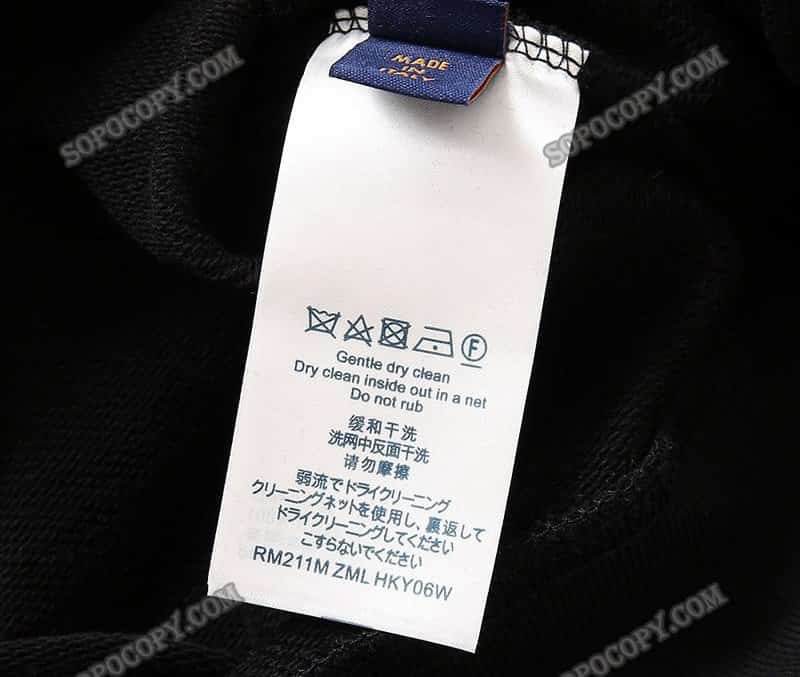 MADE
IN
ITALY
F
Gentle dry clean
Dry clean inside out in a net
Do not rub
缓和干洗
洗网中反面干洗
请勿摩擦
弱流でドライクリーニング
クリーニングネットを使用し、裏返して
ドライクリーニングしてください
こすらないでください
RM211M ZML HKY06W
SOPOCOPY.COM
SOPOCOPY.COM
SOPOCOPY.COM
SOPOCOPY.COM